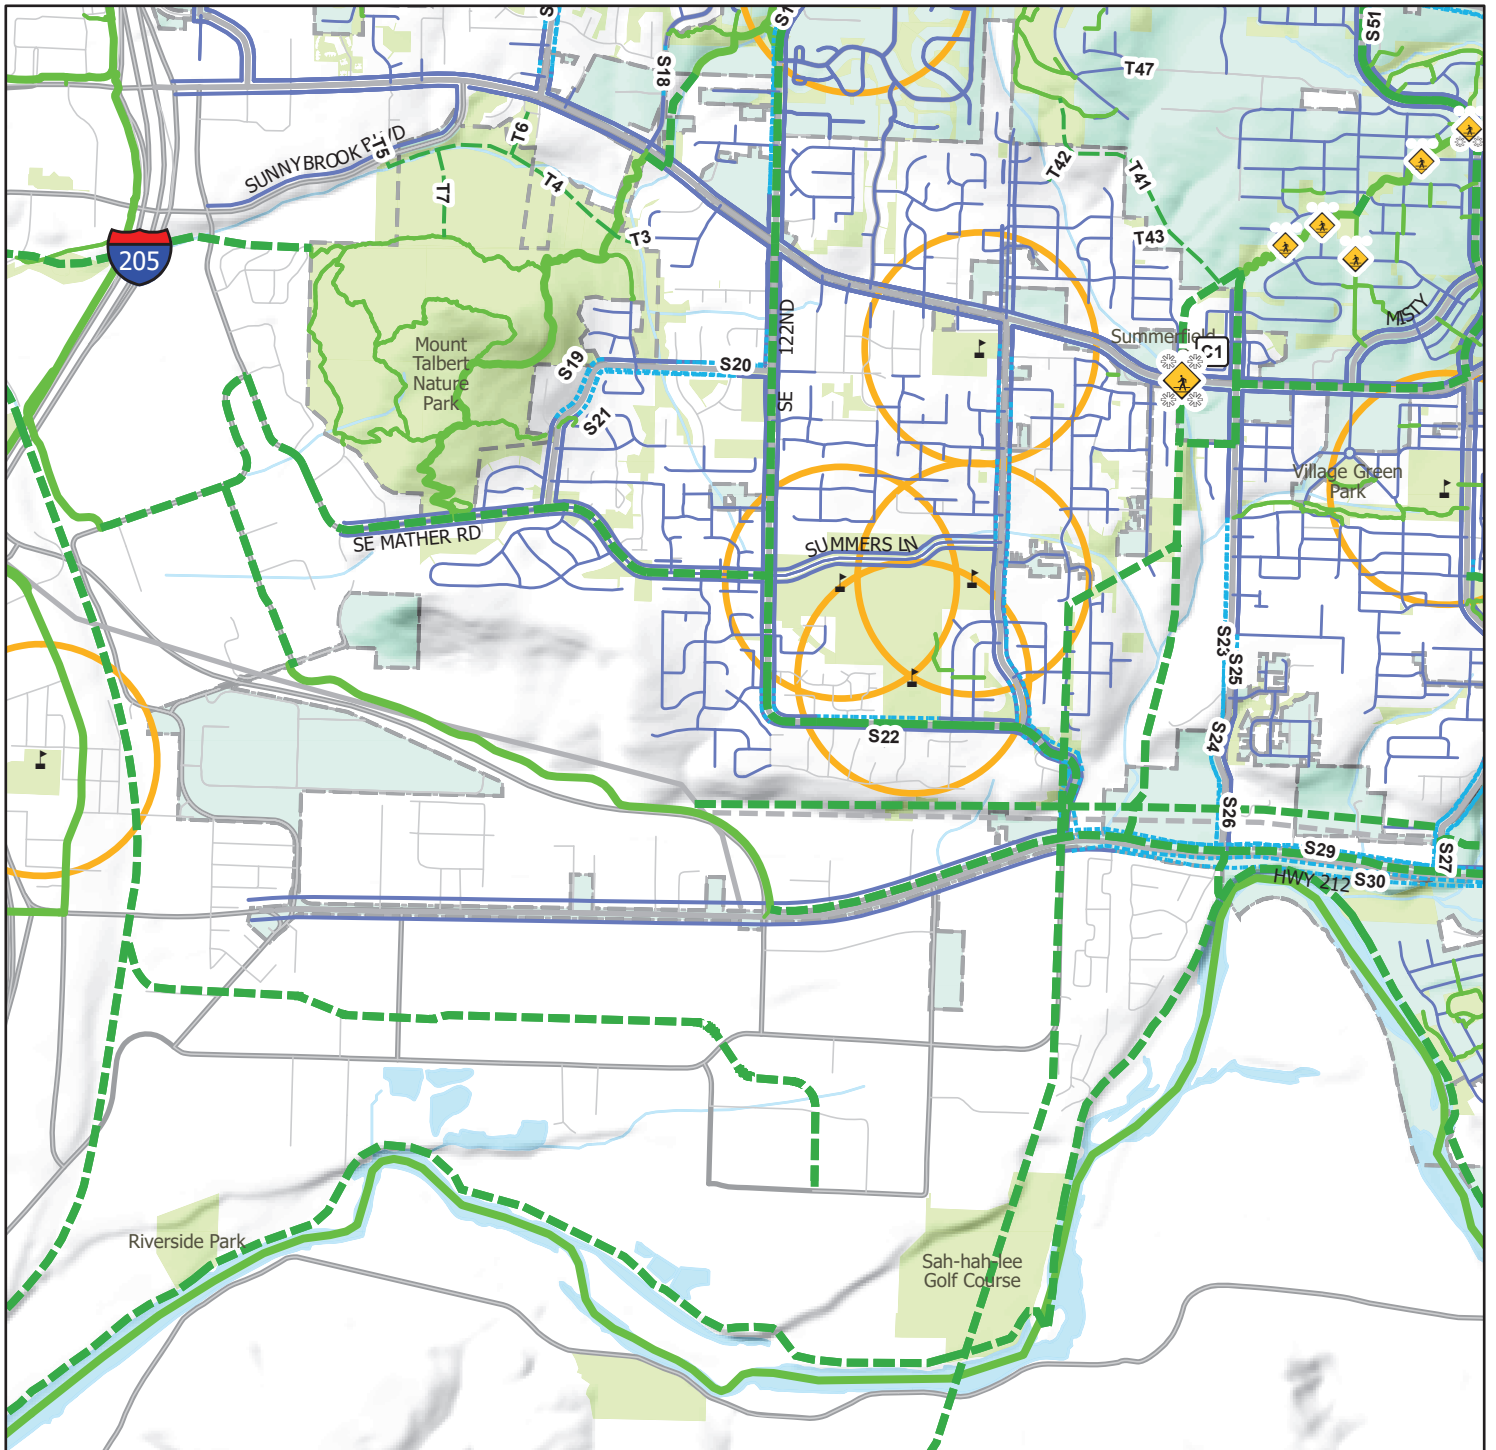 S51
S18
T47
T6
SUNNYBROOK
T5
T7
T4
T3
T42
T41
T43
205
MISTY
Summerfield
C1
Mount
Talbert
Nature
Park
122ND
SE
S19
S20
S21
Village Green
Park
SE MATHER RD
SUMMERS LN
S23
S25
S22
S24
S26
S29
S27
HWY 212
S30
Riverside Park
Sah-hah-lee
Golf Course